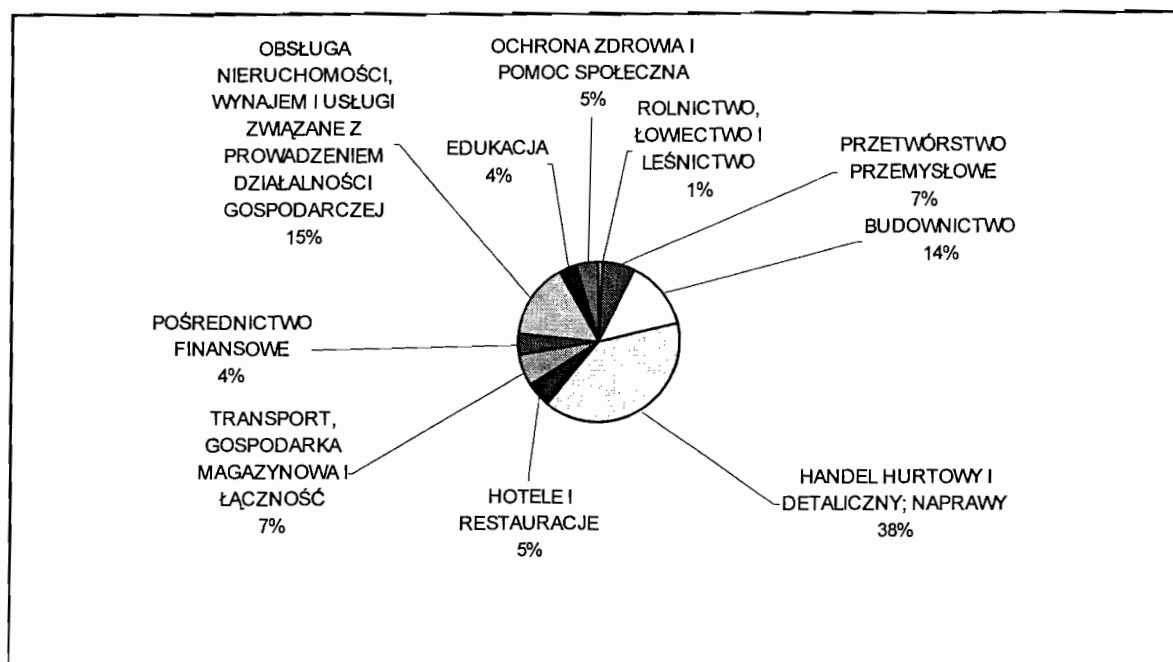 OBSŁUGA
NIERUCHOMOŚCI,
WYNAJEM I USŁUGI
ZWIĄZANE Z
PROWADZENIEM
DZIAŁALNOŚCI
GOSPODARCZEJ
15%
EDUKACJA
4%
OCHRONA ZDROWIA I
POMOC SPOŁECZNA
5%
ROLNICTWO,
ŁOWIECTWO I
LEŚNICTWO
1%
PRZETWÓRSTWO
PRZEMYSŁOWE
7%
BUDOWNICTWO
14%
POŚREDNICTWO
FINANSOWE
4%
TRANSPORT,
GOSPODARKA
MAGAZYNOWA I
ŁĄCZNOŚĆ
7%
HOTELE I
RESTAURACJE
5%
HANDEL HURTOWY I
DETALICZNY; NAPRAWY
38%